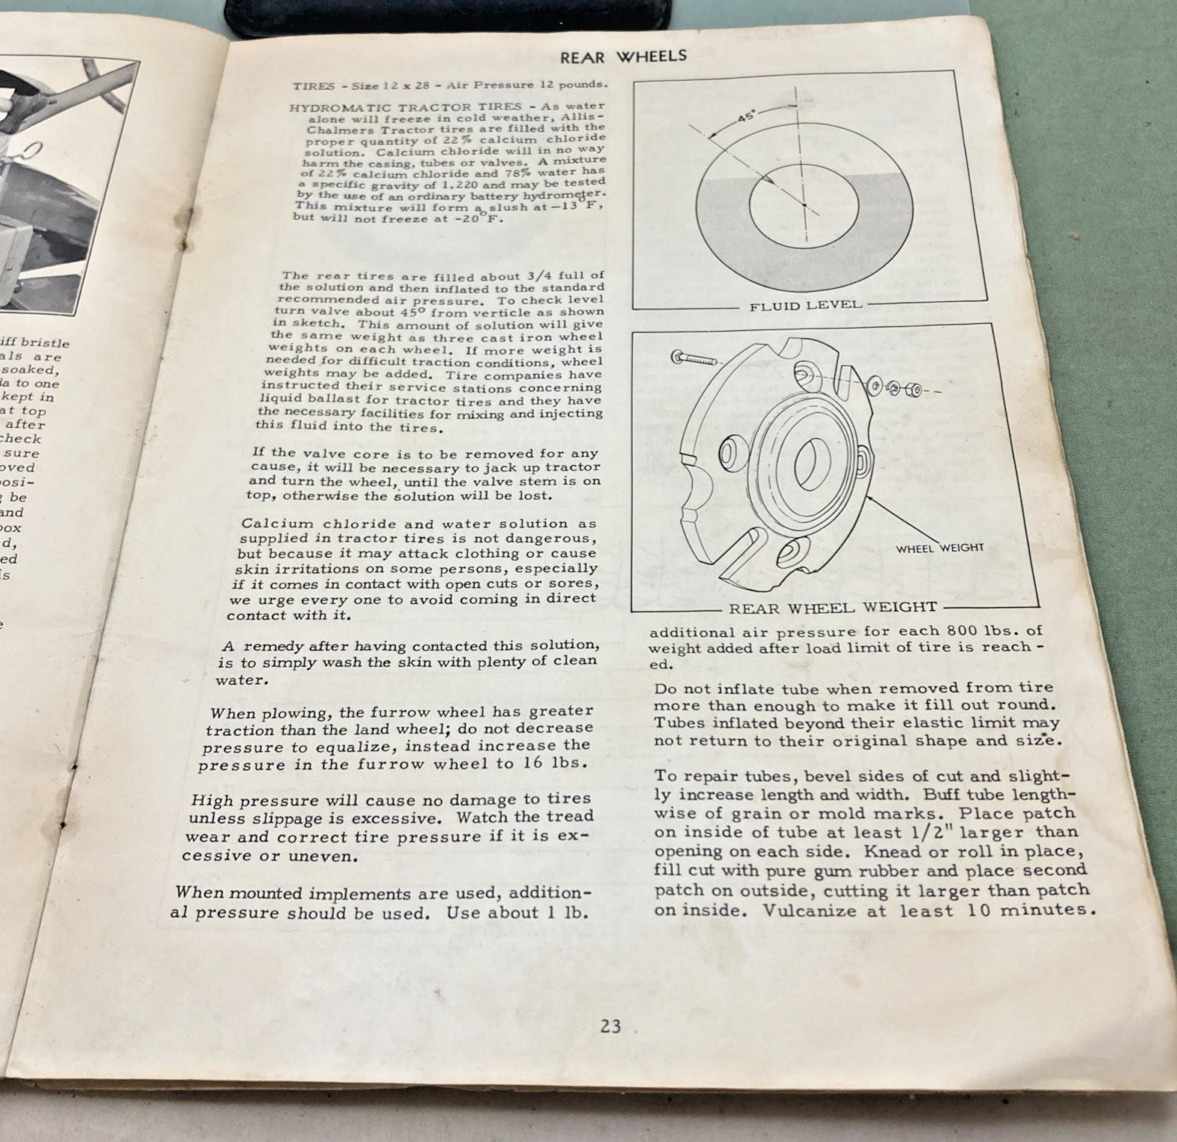 iff bristle
als are
soaked,
la to one
kept in
at top
after
check
sure
oved
posi-
g be
and
box
d,
ed
is
e
REAR WHEELS
TIRES - Size 12 x 28 - Air Pressure 12 pounds.
HYDROMATIC TRACTOR TIRES - As water
alone will freeze in cold weather, Allis-
Chalmers Tractor tires are filled with the
proper quantity of 22% calcium chloride
solution. Calcium chloride will in no way
harm the casing, tubes or valves. A mixture
of 22% calcium chloride and 78% water has
a specific gravity of 1.220 and may be tested
by the use of an ordinary battery hydrometer.
This mixture will form a slush at -13°F,
but will not freeze at -20°F.
The rear tires are filled about 3/4 full of
the solution and then inflated to the standard
recommended air pressure. To check level
turn valve about 45° from verticle as shown
in sketch. This amount of solution will give
the same weight as three cast iron wheel
weights on each wheel. If more weight is
needed for difficult traction conditions, wheel
weights may be added. Tire companies have
instructed their service stations concerning
liquid ballast for tractor tires and they have
the necessary facilities for mixing and injecting
this fluid into the tires.
If the valve core is to be removed for any
cause, it will be necessary to jack up tractor
and turn the wheel, until the valve stem is on
top, otherwise the solution will be lost.
Calcium chloride and water solution as
supplied in tractor tires is not dangerous,
but because it may attack clothing or cause
skin irritations on some persons, especially
if it comes in contact with open cuts or sores,
we urge every one to avoid coming in direct
contact with it.
A remedy after having contacted this solution,
is to simply wash the skin with plenty of clean
water.
When plowing, the furrow wheel has greater
traction than the land wheel; do not decrease
pressure to equalize, instead increase the
pressure in the furrow wheel to 16 lbs.
High pressure will cause no damage to tires
unless slippage is excessive. Watch the tread
wear and correct tire pressure if it is ex-
cessive or uneven.
When mounted implements are used, addition-
al pressure should be used. Use about 1 lb.
45°
FLUID LEVEL
WHEEL WEIGHT
REAR WHEEL WEIGHT
additional air pressure for each 800 lbs. of
weight added after load limit of tire is reach-
ed.
Do not inflate tube when removed from tire
more than enough to make it fill out round.
Tubes inflated beyond their elastic limit may
not return to their original shape and size.
To repair tubes, bevel sides of cut and slight-
ly increase length and width. Buff tube length-
wise of grain or mold marks. Place patch
on inside of tube at least 1/2" larger than
opening on each side. Knead or roll in place,
fill cut with pure gum rubber and place second
patch on outside, cutting it larger than patch
on inside. Vulcanize at least 10 minutes.
23